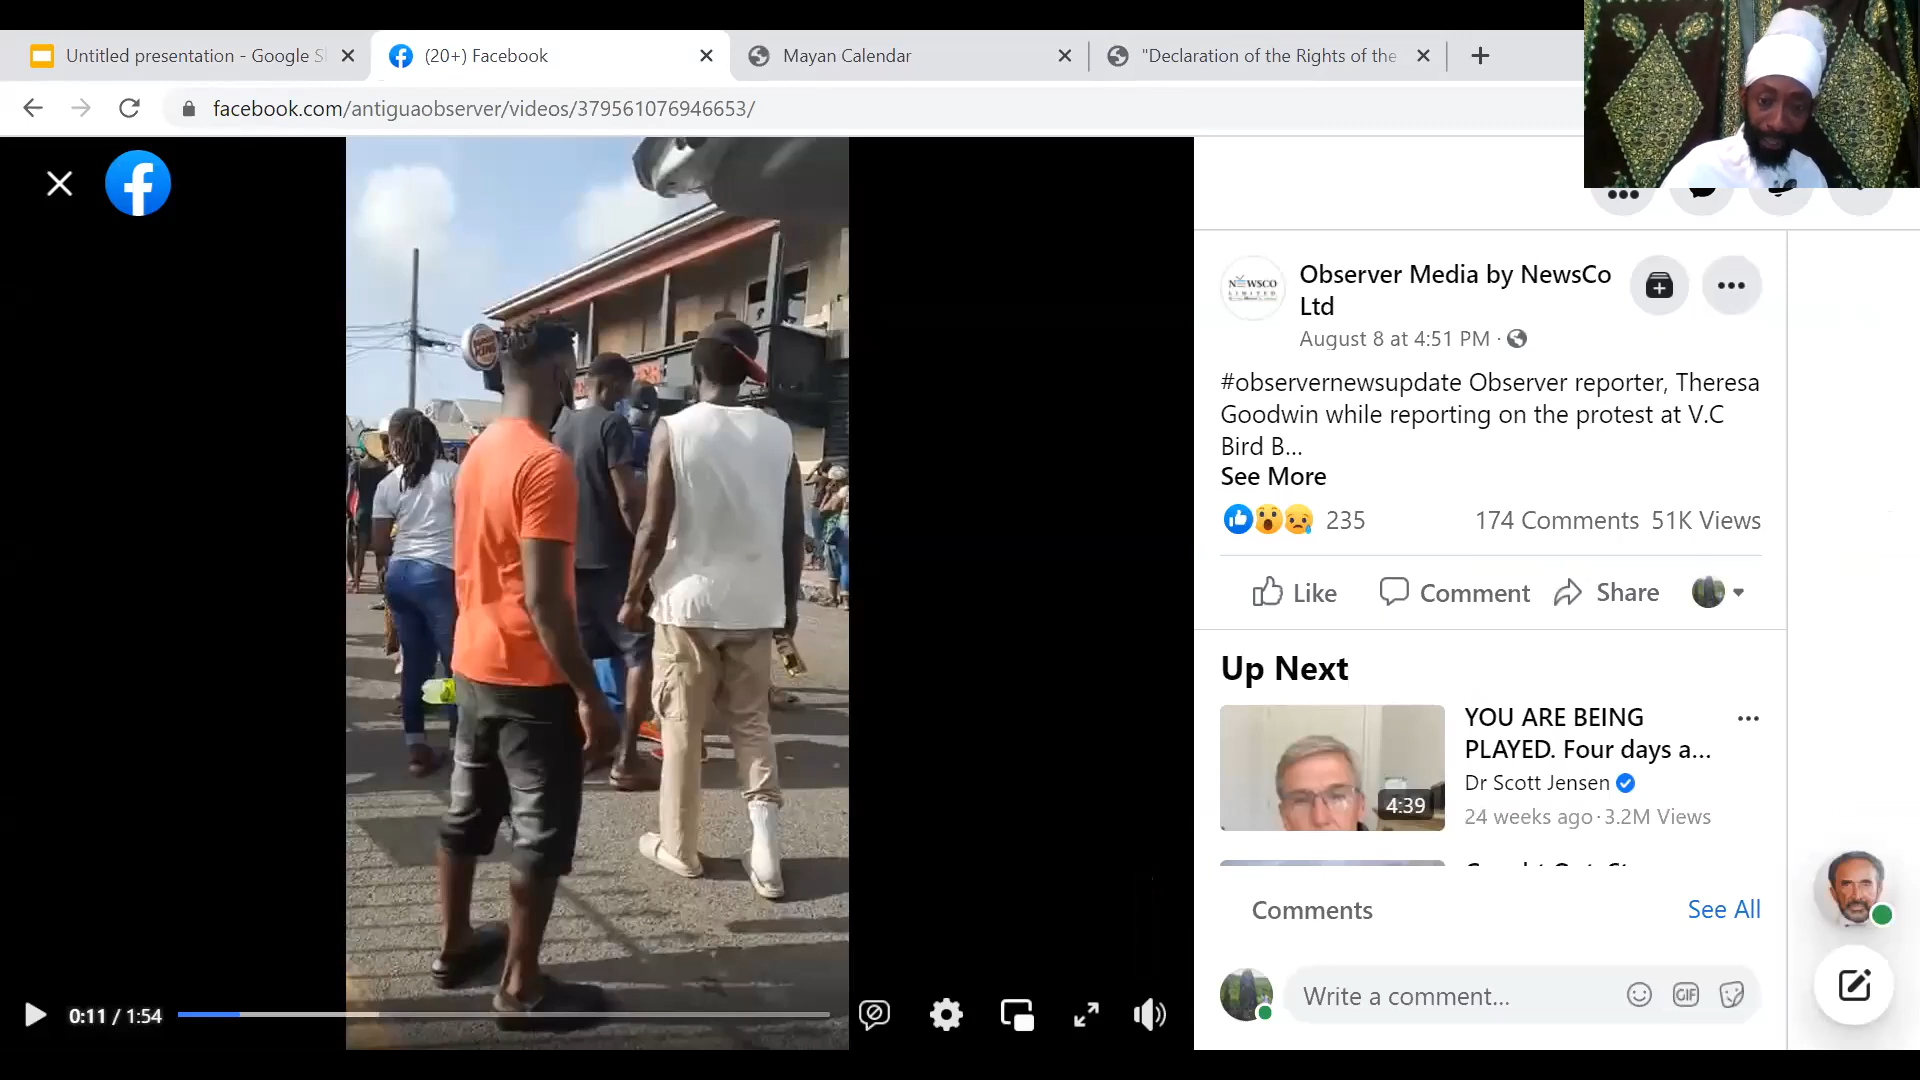 Untitled presentation - Google S
(20+) Facebook
Mayan Calendar
"Declaration of the Rights of the
facebook.com/antiguaobserver/videos/379561076946653/
NEWSCO
LIMITED
Observer Media by NewsCo
Ltd
August 8 at 4:51 PM ·
#observernewsupdate Observer reporter, Theresa
Goodwin while reporting on the protest at V.C
Bird B...
See More
235
174 Comments 51K Views
Like
Comment
Share
Up Next
YOU ARE BEING
PLAYED. Four days a...
Dr Scott Jensen
24 weeks ago · 3.2M Views
4:39
Comments
See All
Write a comment...
GIF
0:11 / 1:54
KING